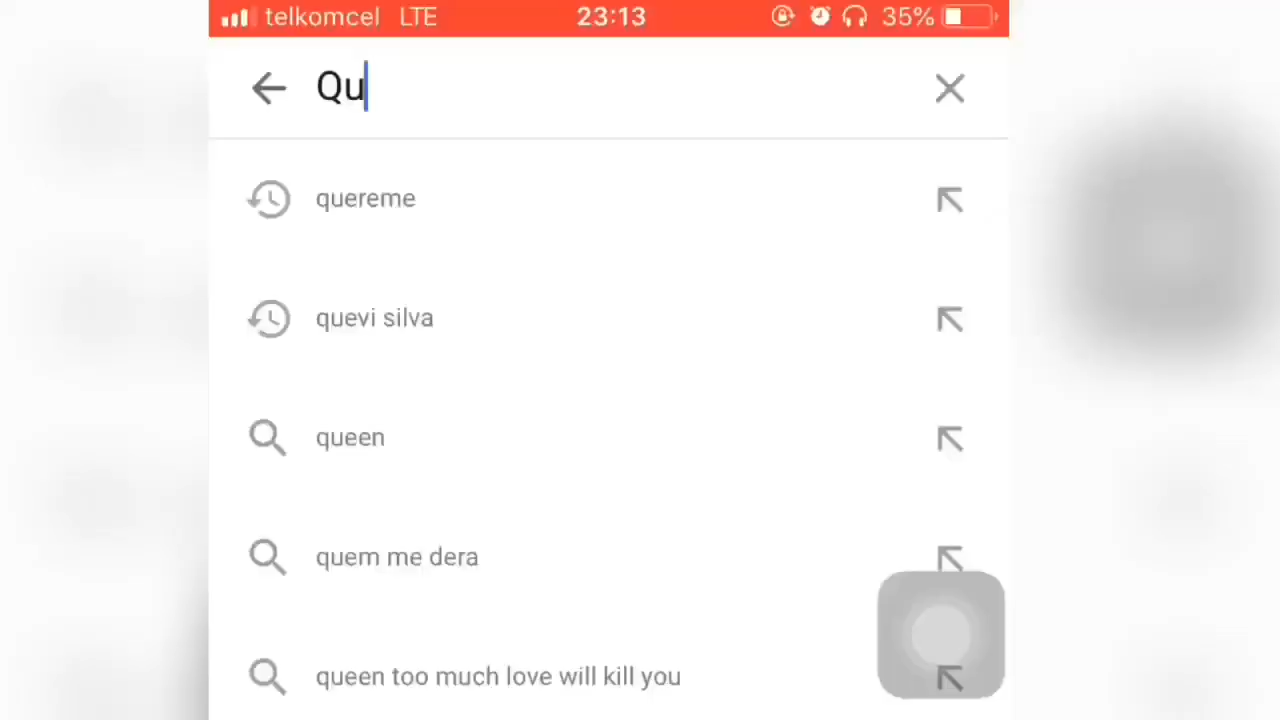 telkomcel LTE 23:13 35%
Qu
quereme
quevi silva
queen
quem me dera
queen too much love will kill you